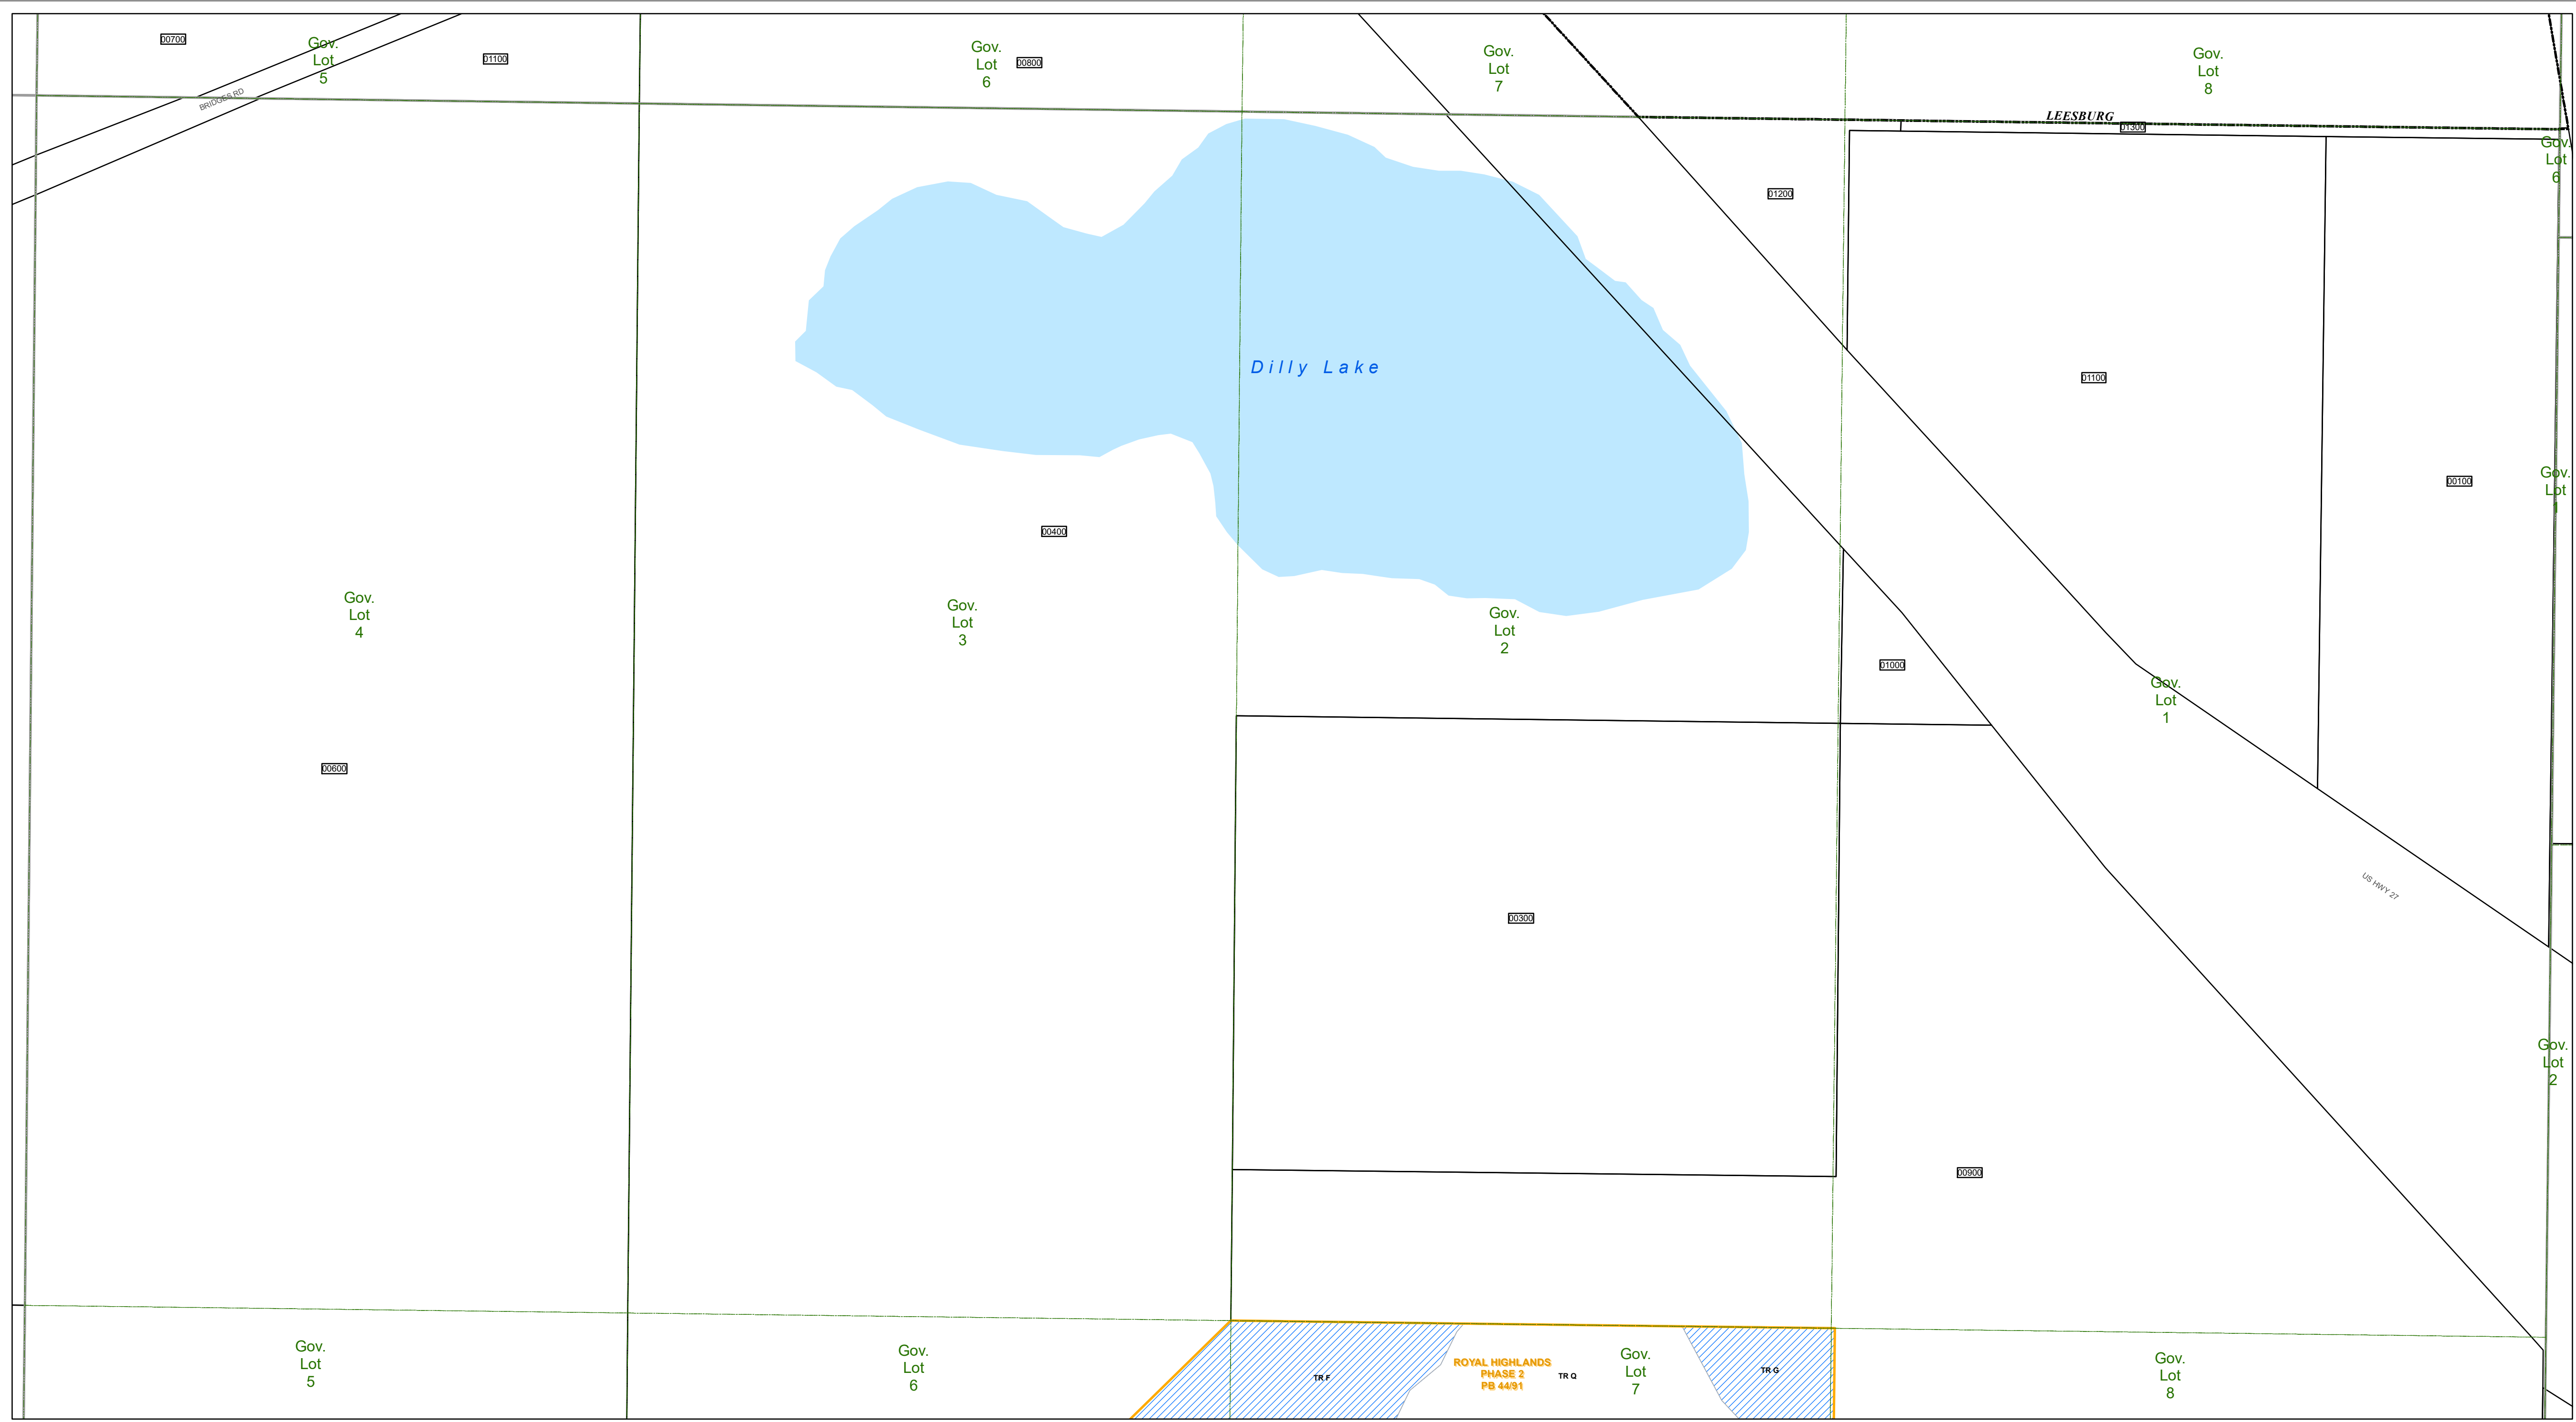 00700
Gov.
Lot
5
01100
Gov.
Lot
6
00800
Gov.
Lot
7
Gov.
Lot
8
BRIDGES RD
LEESBURG
01300
Gov.
Lot
6
01200
Dilly Lake
01100
00100
Gov.
Lot
1
00400
Gov.
Lot
4
Gov.
Lot
3
Gov.
Lot
2
01000
Gov.
Lot
1
00600
US HWY 27
00300
Gov.
Lot
2
00900
Gov.
Lot
5
Gov.
Lot
6
TR F
ROYAL HIGHLANDS
PHASE 2
PB 44/91
TR Q
Gov.
Lot
7
TR G
Gov.
Lot
8